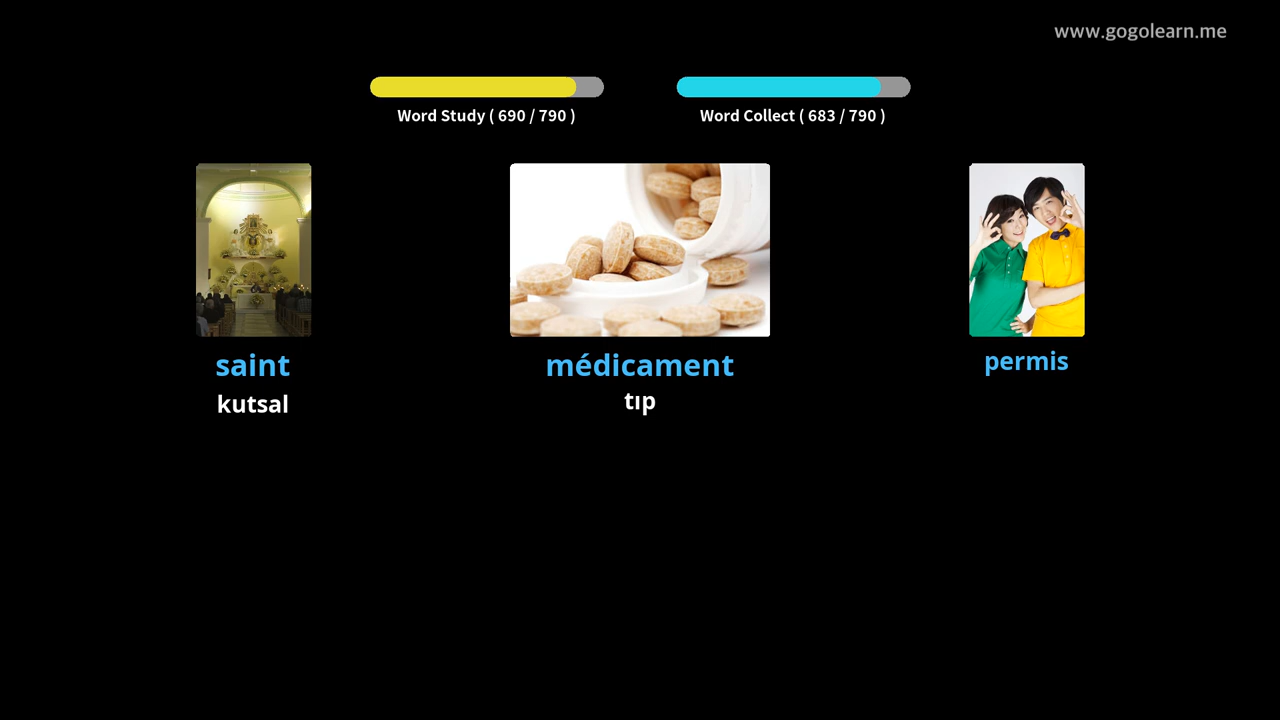 www.gogolearn.me
Word Study ( 690 / 790 )
Word Collect ( 683 / 790 )
saint
kutsal
médicament
tıp
permis